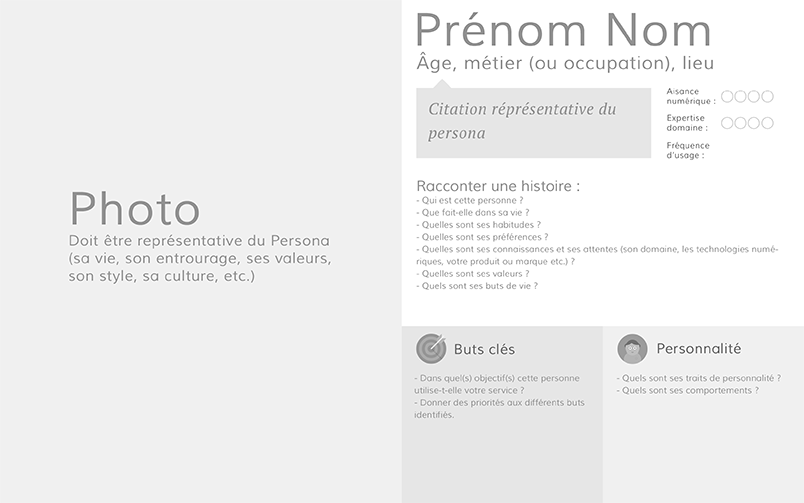 Photo
Doit être représentative du Persona
(sa vie, son entourage, ses valeurs,
son style, sa culture, etc.)
Prénom Nom
Âge, métier (ou occupation), lieu
Citation réprésentative du
persona
Aisance
numérique :
Expertise
domaine :
Fréquence
d'usage :
Racconter une histoire :
- Qui est cette personne ?
- Que fait-elle dans sa vie ?
- Quelles sont ses habitudes ?
- Quelles sont ses préférences ?
- Quelles sont ses connaissances et ses attentes (son domaine, les technologies numé-
riques, votre produit ou marque etc.) ?
- Quelles sont ses valeurs ?
- Quels sont ses buts de vie ?
Buts clés
- Dans quel(s) objectif(s) cette personne
utilise-t-elle votre service ?
- Donner des priorités aux différents buts
identifiés.
Personnalité
- Quels sont ses traits de personnalité ?
- Quels sont ses comportements ?